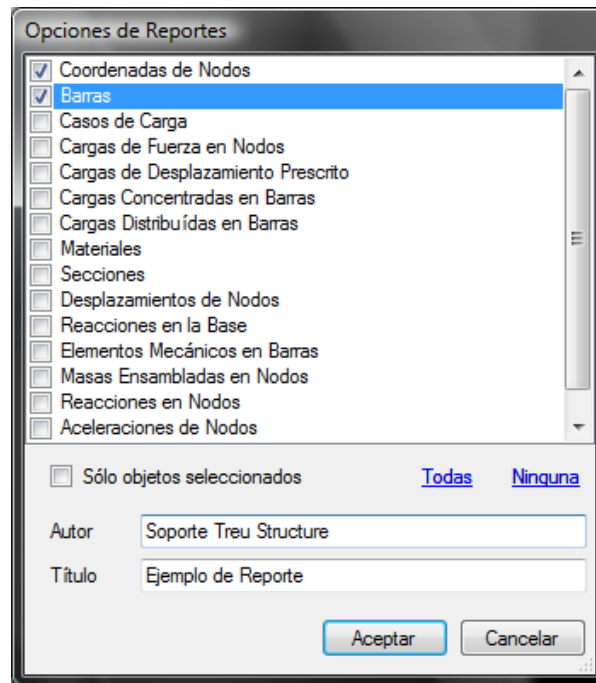 Opciones de Reportes
Coordenadas de Nodos
Barras
Casos de Carga
Cargas de Fuerza en Nodos
Cargas de Desplazamiento Prescrito
Cargas Concentradas en Barras
Cargas Distribuídas en Barras
Materiales
Secciones
Desplazamientos de Nodos
Reacciones en la Base
Elementos Mecánicos en Barras
Masas Ensambladas en Nodos
Reacciones en Nodos
Aceleraciones de Nodos
Sólo objetos seleccionados Todas Ninguna
Autor Soporte Treu Structure
Título Ejemplo de Reporte
Aceptar Cancelar